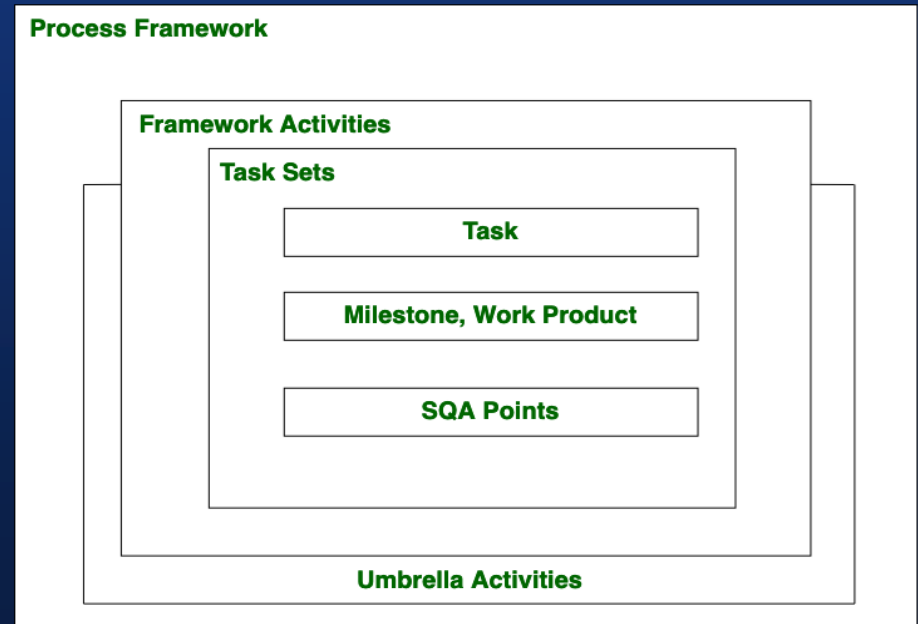 Process Framework
Framework Activities
Task Sets
Task
Milestone, Work Product
SQA Points
Umbrella Activities